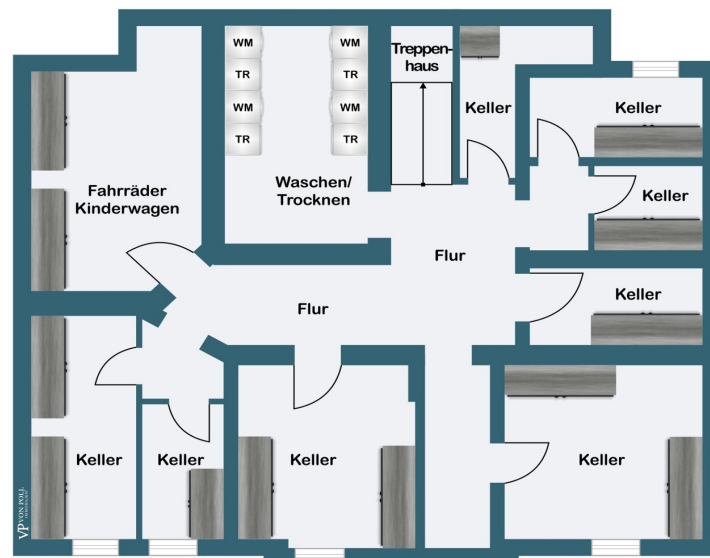 WM
WM
TR
TR
WM
WM
TR
TR
Treppen-
haus
Keller
Keller
Fahrräder
Kinderwagen
Waschen/
Trocknen
Keller
Flur
Keller
Flur
Keller
Keller
Keller
Keller
VP VON POLL
IMMOBILIEN